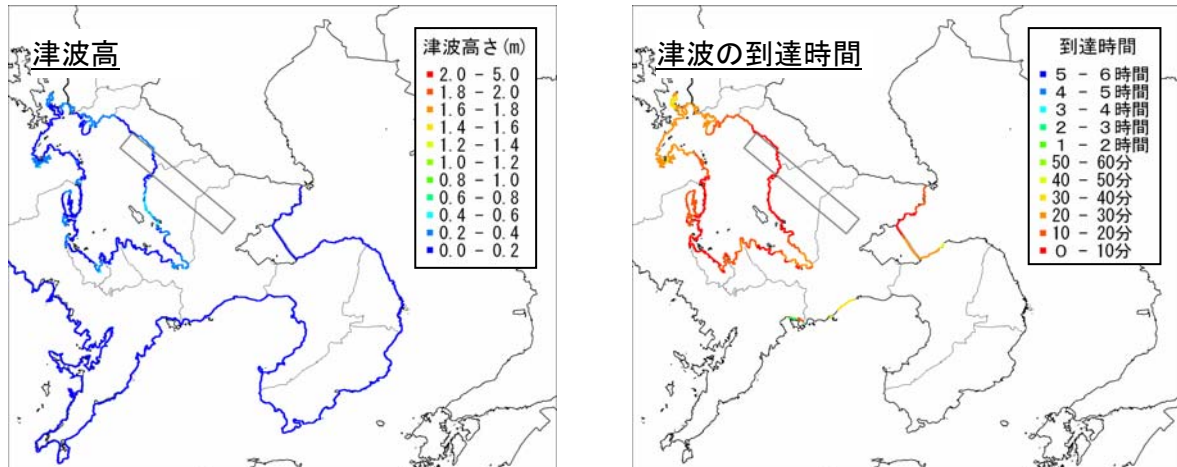 津波高
津波高さ(m)
2.0 - 5.0
1.8 - 2.0
1.6 - 1.8
1.4 - 1.6
1.2 - 1.4
1.0 - 1.2
0.8 - 1.0
0.6 - 0.8
0.4 - 0.6
0.2 - 0.4
0.0 - 0.2
津波の到達時間
到達時間
5 - 6時間
4 - 5時間
3 - 4時間
2 - 3時間
1 - 2時間
50 - 60分
40 - 50分
30 - 40分
20 - 30分
10 - 20分
0 - 10分